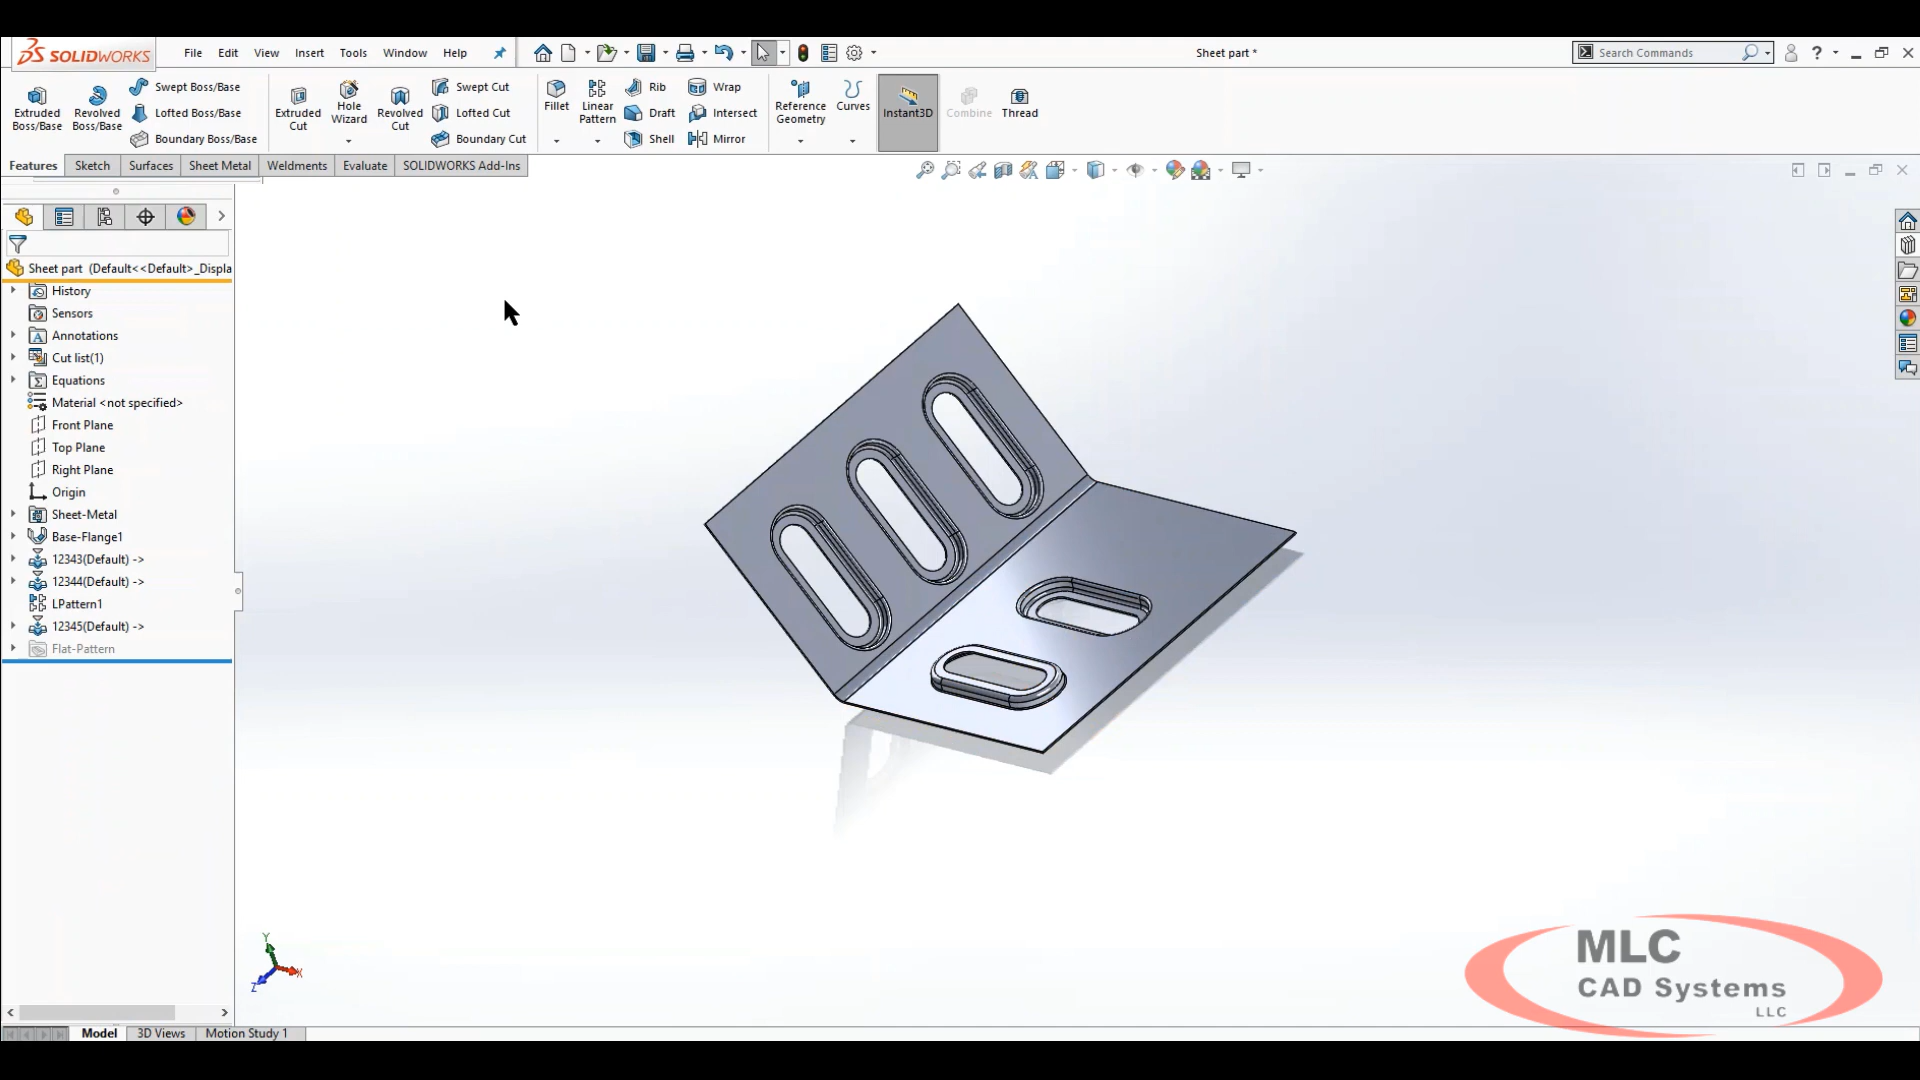 SOLIDWORKS File Edit View Insert Tools Window Help Sheet part * Search Commands ?
Extruded Boss/Base Revolved Boss/Base Swept Boss/Base Lofted Boss/Base Boundary Boss/Base Extruded Cut Hole Wizard Revolved Cut Swept Cut Lofted Cut Boundary Cut Fillet Linear Pattern Rib Draft Shell Wrap Intersect Mirror Reference Geometry Curves Instant3D Combine Thread
Features Sketch Surfaces Sheet Metal Weldments Evaluate SOLIDWORKS Add-Ins
Sheet part (Default<<Default>_Displa
History
Sensors
Annotations
Cut list(1)
Equations
Material <not specified>
Front Plane
Top Plane
Right Plane
Origin
Sheet-Metal
Base-Flange1
12343(Default) ->
12344(Default) ->
LPattern1
12345(Default) ->
Flat-Pattern
Y
X
Z
MLC
CAD Systems
LLC
Model 3D Views Motion Study 1